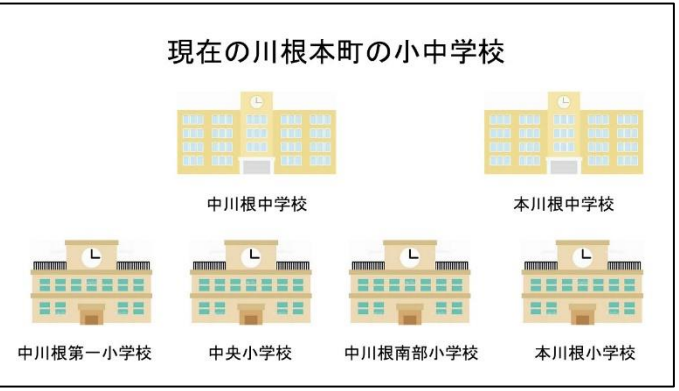 現在の川根本町の小中学校
中川根中学校
本川根中学校
中川根第一小学校
中央小学校
中川根南部小学校
本川根小学校